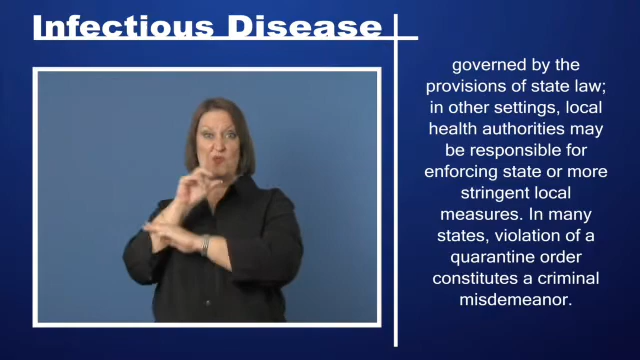 Infectious Disease
governed by the
provisions of state law;
in other settings, local
health authorities may
be responsible for
enforcing state or more
stringent local
measures. In many
states, violation of a
quarantine order
constitutes a criminal
misdemeanor.